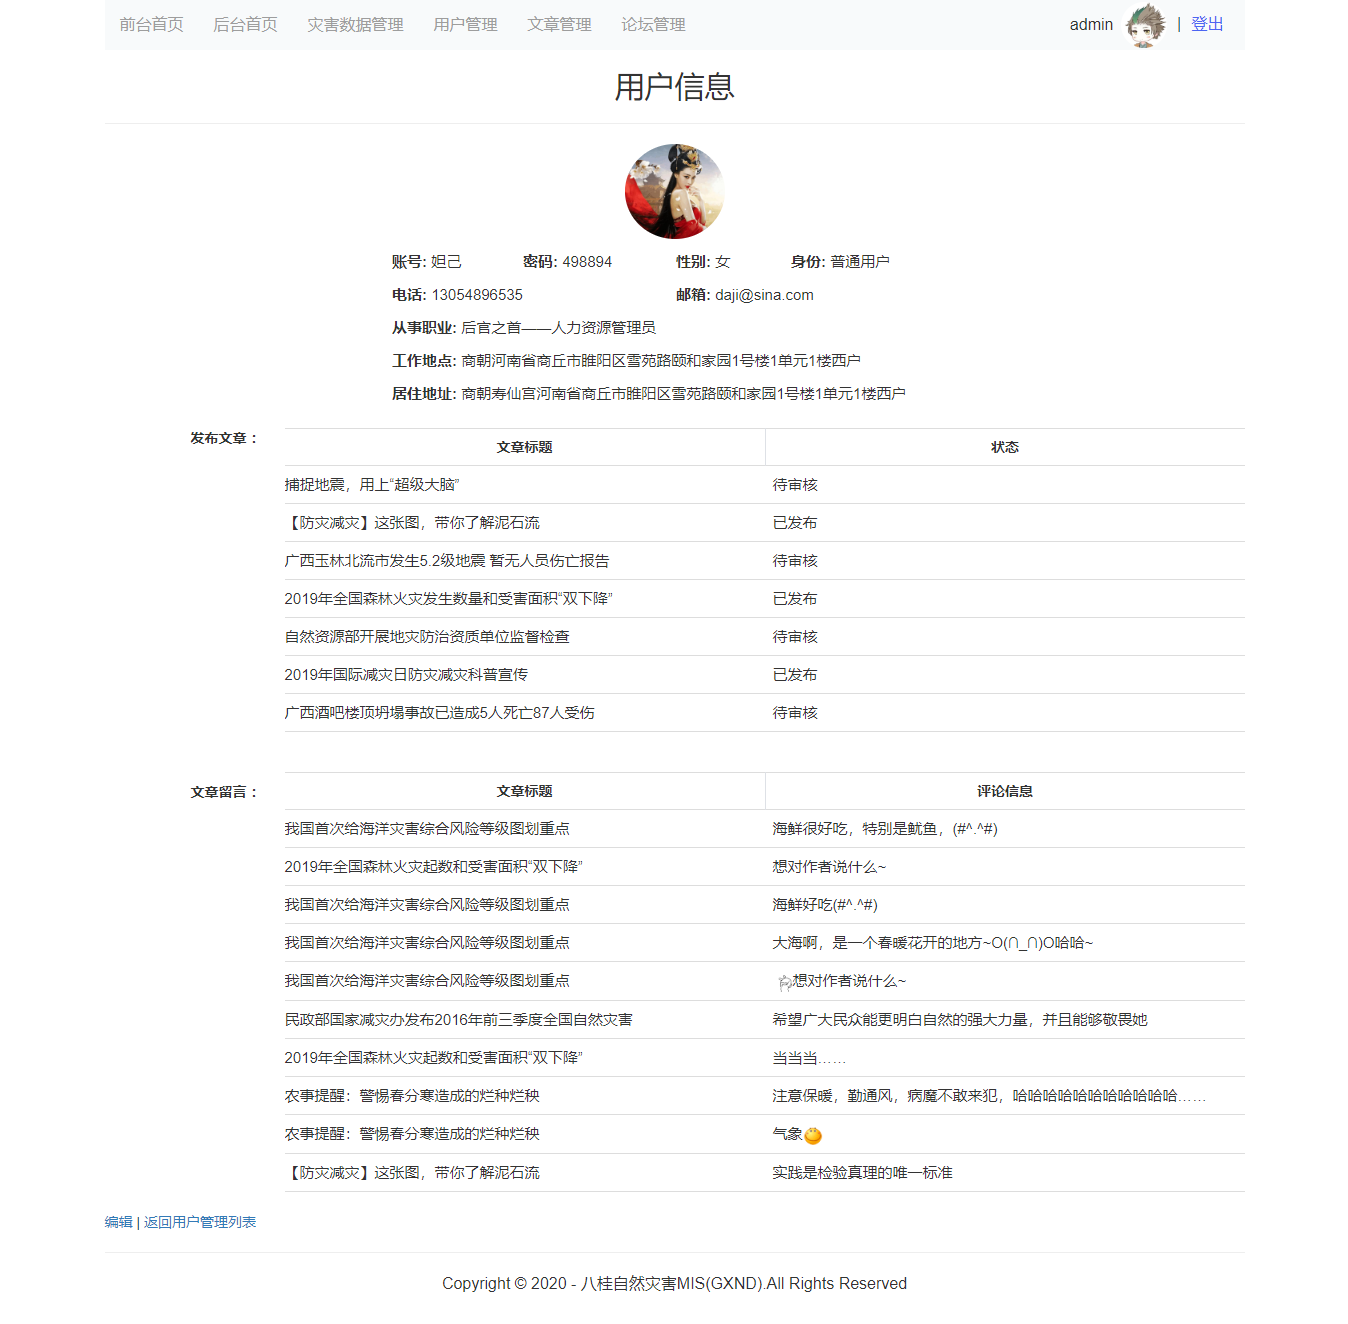 前台首页 后台首页 灾害数据管理 用户管理 文章管理 论坛管理 admin | 登出
用户信息
账号: 妲己 密码: 498894 性别: 女 身份: 普通用户
电话: 13054896535 邮箱: daji@sina.com
从事职业: 后官之首——人力资源管理员
工作地点: 商朝河南省商丘市睢阳区雪苑路颐和家园1号楼1单元1楼西户
居住地址: 商朝寿仙宫河南省商丘市睢阳区雪苑路颐和家园1号楼1单元1楼西户
发布文章： 文章标题 状态
捕捉地震，用上“超级大脑” 待审核
【防灾减灾】这张图，带你了解泥石流 已发布
广西玉林北流市发生5.2级地震 暂无人员伤亡报告 待审核
2019年全国森林火灾发生数量和受害面积“双下降” 已发布
自然资源部开展地灾防治资质单位监督检查 待审核
2019年国际减灾日防灾减灾科普宣传 已发布
广西酒吧楼顶坍塌事故已造成5人死亡87人受伤 待审核
文章留言： 文章标题 评论信息
我国首次给海洋灾害综合风险等级图划重点 海鲜很好吃，特别是鱿鱼，(#^.^#)
2019年全国森林火灾起数和受害面积“双下降” 想对作者说什么~
我国首次给海洋灾害综合风险等级图划重点 海鲜好吃(#^.^#)
我国首次给海洋灾害综合风险等级图划重点 大海啊，是一个春暖花开的地方~O(∩_∩)O哈哈~
我国首次给海洋灾害综合风险等级图划重点 想对作者说什么~
民政部国家减灾办发布2016年前三季度全国自然灾害 希望广大民众能更明白自然的强大力量，并且能够敬畏她
2019年全国森林火灾起数和受害面积“双下降” 当当当……
农事提醒：警惕春分寒造成的烂种烂秧 注意保暖，勤通风，病魔不敢来犯，哈哈哈哈哈哈哈哈哈哈哈……
农事提醒：警惕春分寒造成的烂种烂秧 气象
【防灾减灾】这张图，带你了解泥石流 实践是检验真理的唯一标准
编辑 | 返回用户管理列表
Copyright © 2020 - 八桂自然灾害MIS(GXND).All Rights Reserved